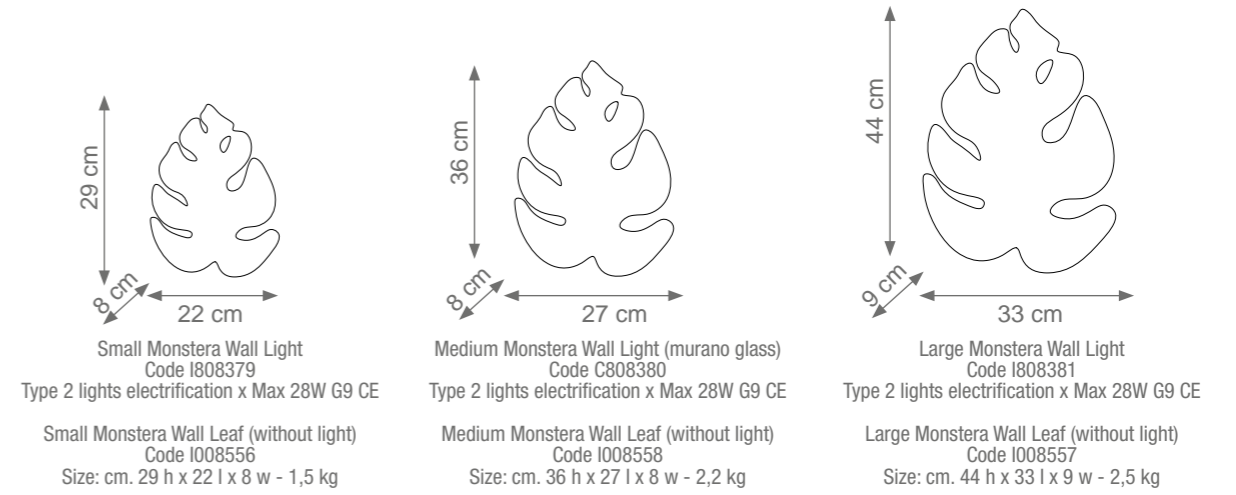 29 cm
8 cm
22 cm
Small Monstera Wall Light
Code I808379
Type 2 lights electrification x Max 28W G9 CE
Small Monstera Wall Leaf (without light)
Code I008556
Size: cm. 29 h x 22 l x 8 w - 1,5 kg
36 cm
8 cm
27 cm
Medium Monstera Wall Light (murano glass)
Code C808380
Type 2 lights electrification x Max 28W G9 CE
Medium Monstera Wall Leaf (without light)
Code I008558
Size: cm. 36 h x 27 l x 8 w - 2,2 kg
44 cm
9 cm
33 cm
Large Monstera Wall Light
Code I808381
Type 2 lights electrification x Max 28W G9 CE
Large Monstera Wall Leaf (without light)
Code I008557
Size: cm. 44 h x 33 l x 9 w - 2,5 kg